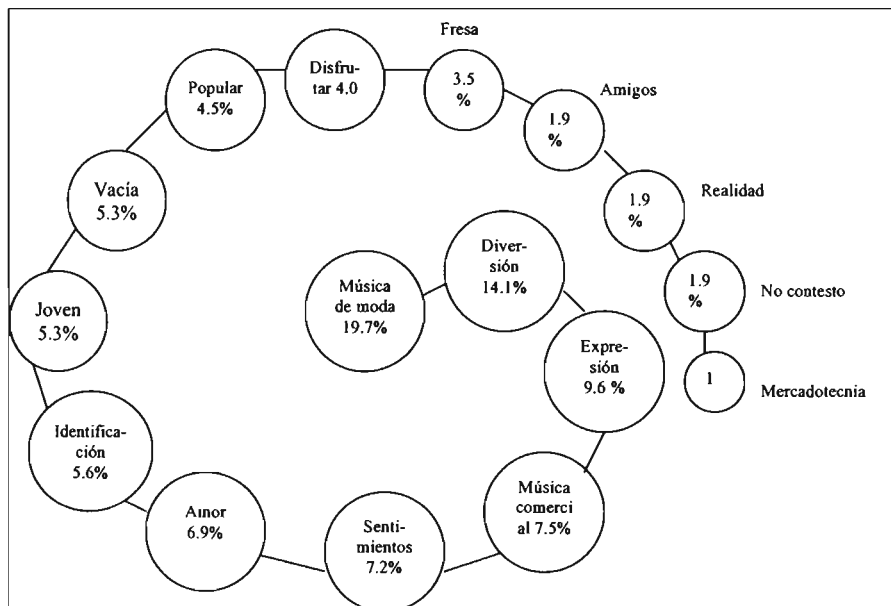 Fresa
Disfru-
tar 4.0
3.5
%
Popular
4.5%
Amigos
1.9
%
Vacía
5.3%
Realidad
1.9
%
Diver-
sión
14.1%
Música
de moda
19.7%
Joven
5.3%
1.9
%
No contesto
Expre-
sión
9.6 %
1
Mercadotecnia
Identifica-
ción
5.6%
Música
comerci
al 7.5%
Amor
6.9%
Senti-
mientos
7.2%